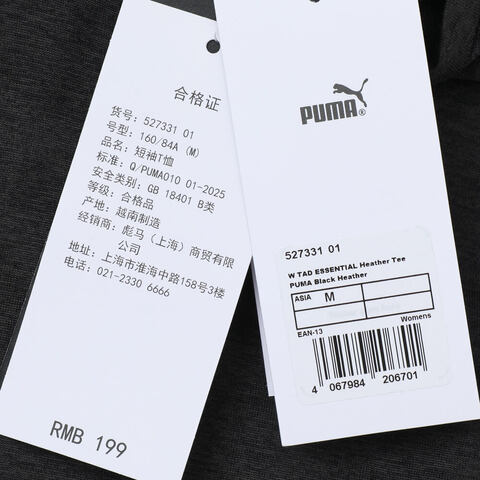 合格证
货号: 527331 01
号型: 160/84A (M)
品名: 短袖T恤
标准: Q/PUMA010 01-2025
安全类别: GB 18401 B类
等级: 合格品
产地: 越南制造
经销商: 彪马（上海）商贸有限
公司
地址: 上海市淮海中路158号3楼
电话: 021-2330 6666
RMB 199
PUMA®
527331 01
W TAD ESSENTIAL Heather Tee
PUMA Black Heather
ASIA M
EAN-13 Womens
4 067984 206701